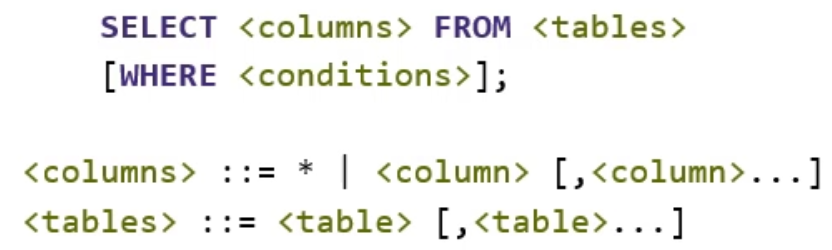 SELECT <columns> FROM <tables>
[WHERE <conditions>];
<columns> ::= * | <column> [,<column>...]
<tables> ::= <table> [,<table>...]